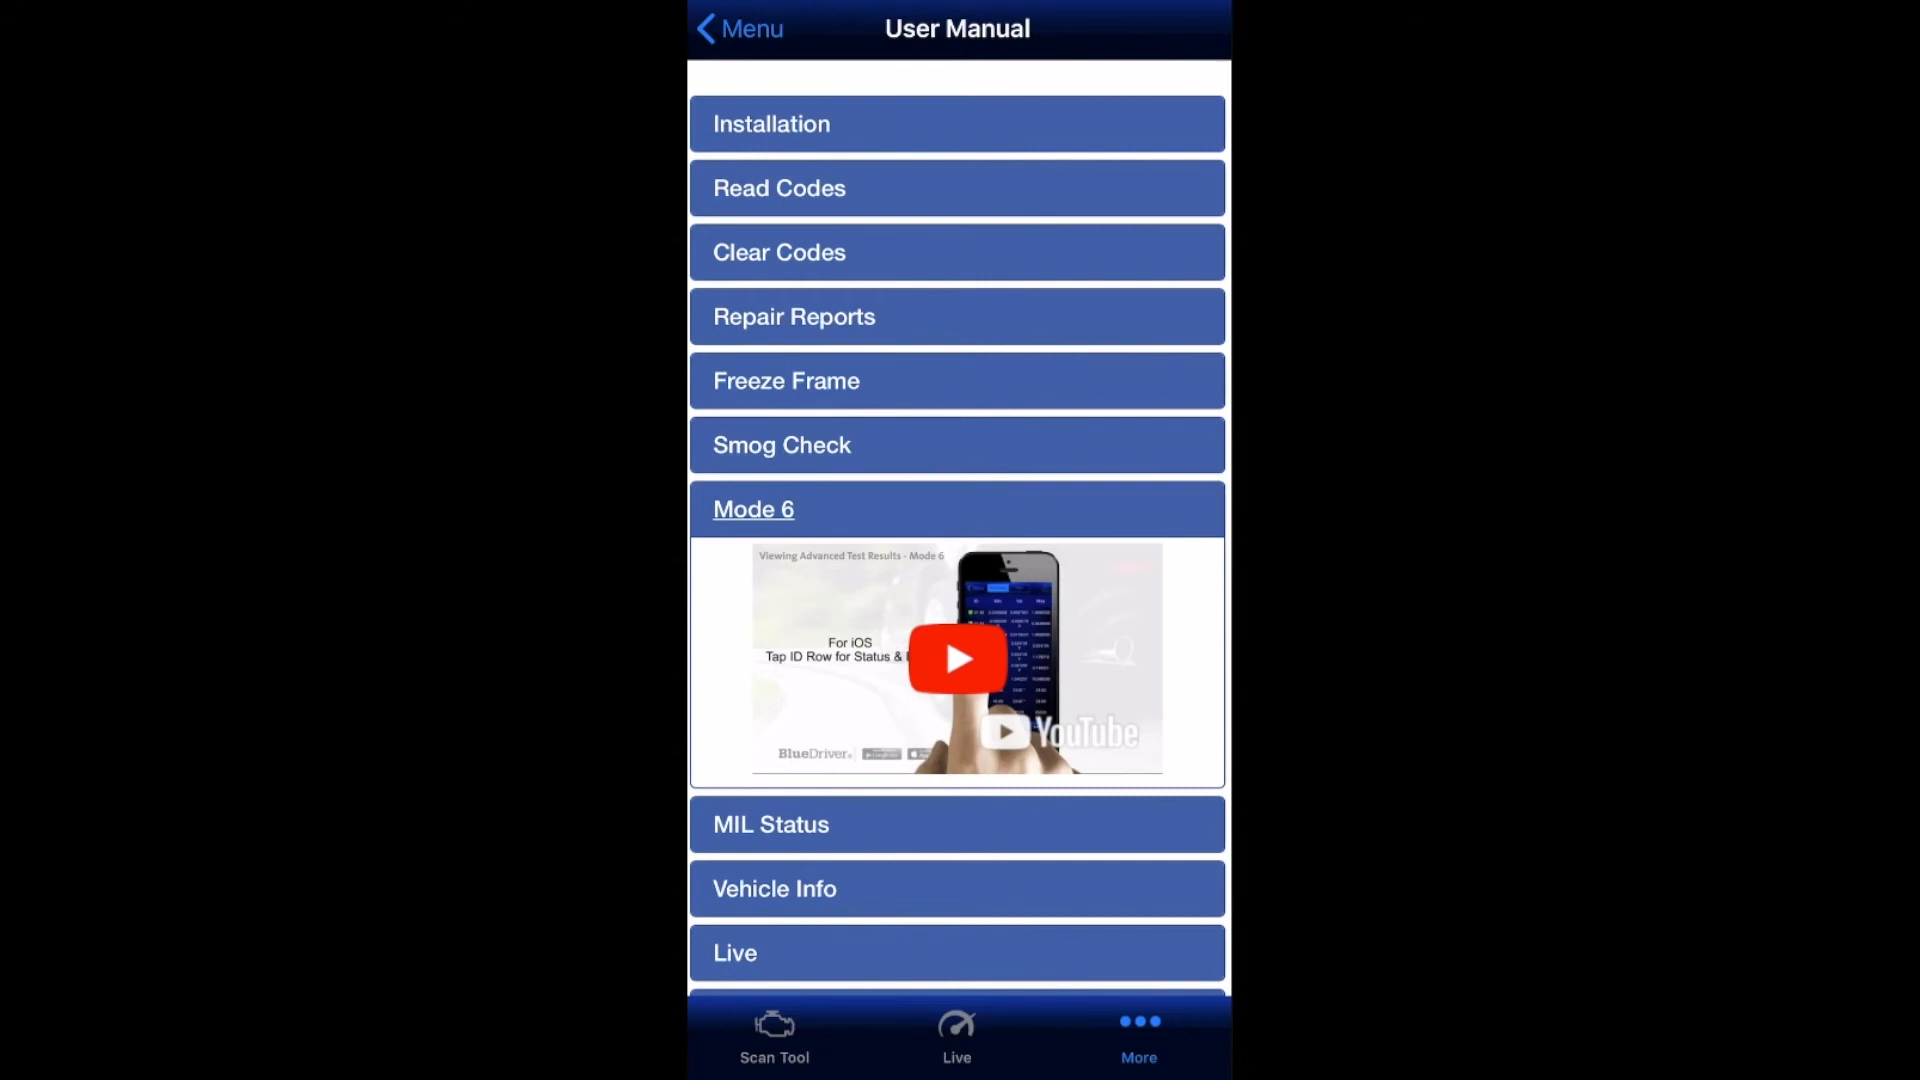 Menu
User Manual
Installation
Read Codes
Clear Codes
Repair Reports
Freeze Frame
Smog Check
Mode 6
Viewing Advanced Test Results - Mode 6
For iOS
Tap ID Row for Status &
YouTube
BlueDriver
MIL Status
Vehicle Info
Live
Scan Tool
Live
More